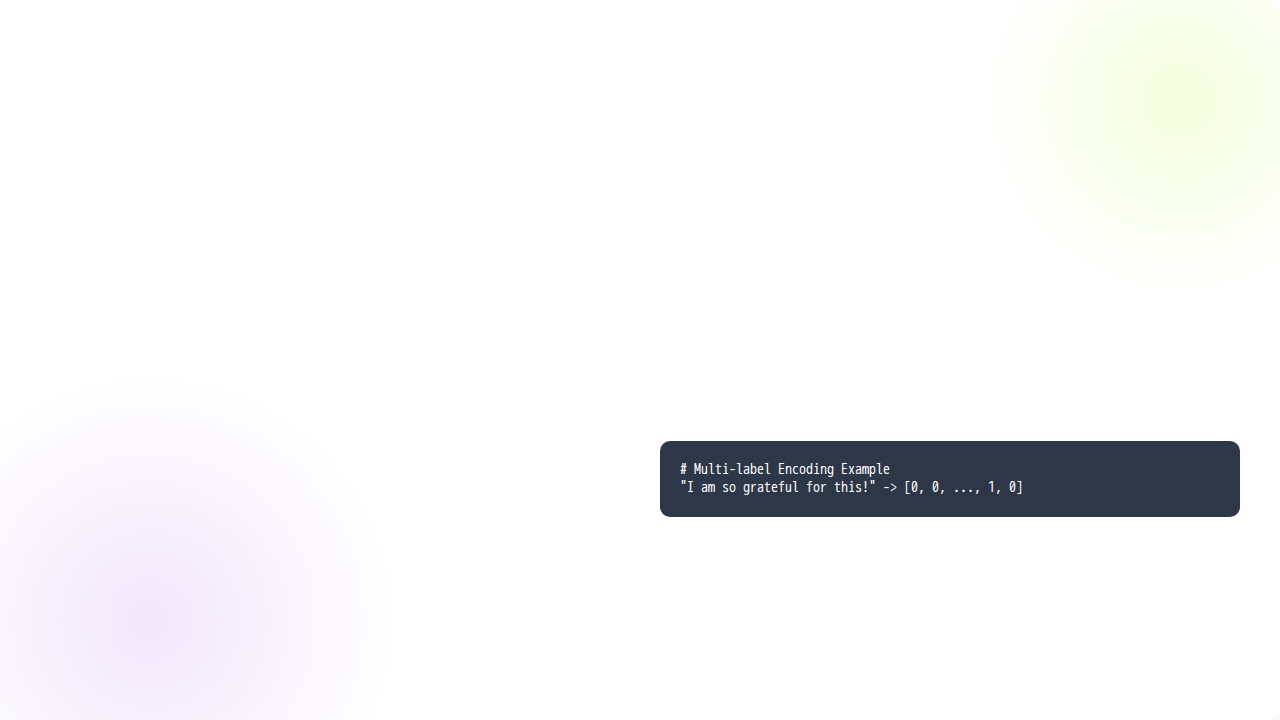 # Multi-label Encoding Example
"I am so grateful for this!" -> [0, 0, ..., 1, 0]